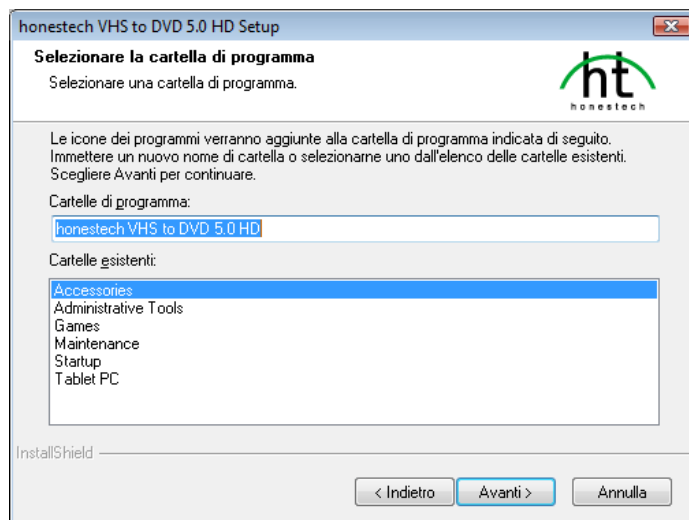 honestech VHS to DVD 5.0 HD Setup
Selezionare la cartella di programma
Selezionare una cartella di programma.
ht
honestech
Le icone dei programmi verranno aggiunte alla cartella di programma indicata di seguito.
Immettere un nuovo nome di cartella o selezionarne uno dall'elenco delle cartelle esistenti.
Scegliere Avanti per continuare.
Cartelle di programma:
honestech VHS to DVD 5.0 HD
Cartelle esistenti:
Accessories
Administrative Tools
Games
Maintenance
Startup
Tablet PC
InstallShield
< Indietro
Avanti >
Annulla